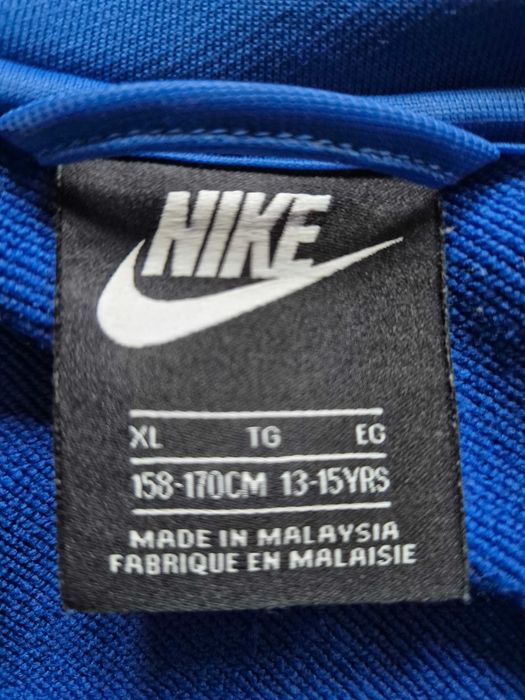 NIKE
XL TG EG
158-170CM 13-15YRS
MADE IN MALAYSIA
FABRIQUE EN MALAISIE